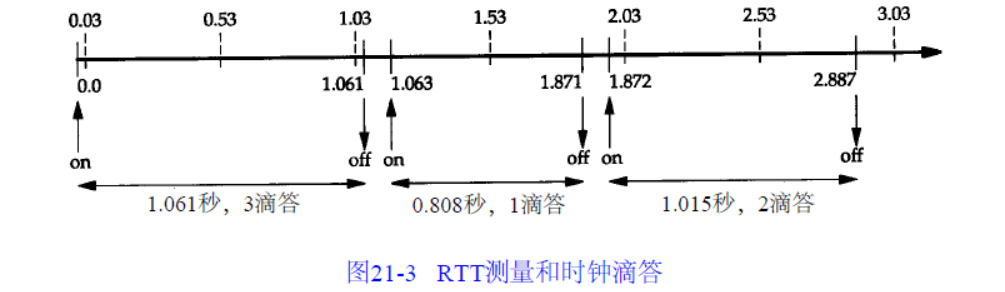 0.03 0.53 1.03 1.53 2.03 2.53 3.03
0.0 1.061 1.063 1.871 1.872 2.887
on off on off on off
1.061秒，3滴答 0.808秒，1滴答 1.015秒，2滴答
图21-3 RTT测量和时钟滴答